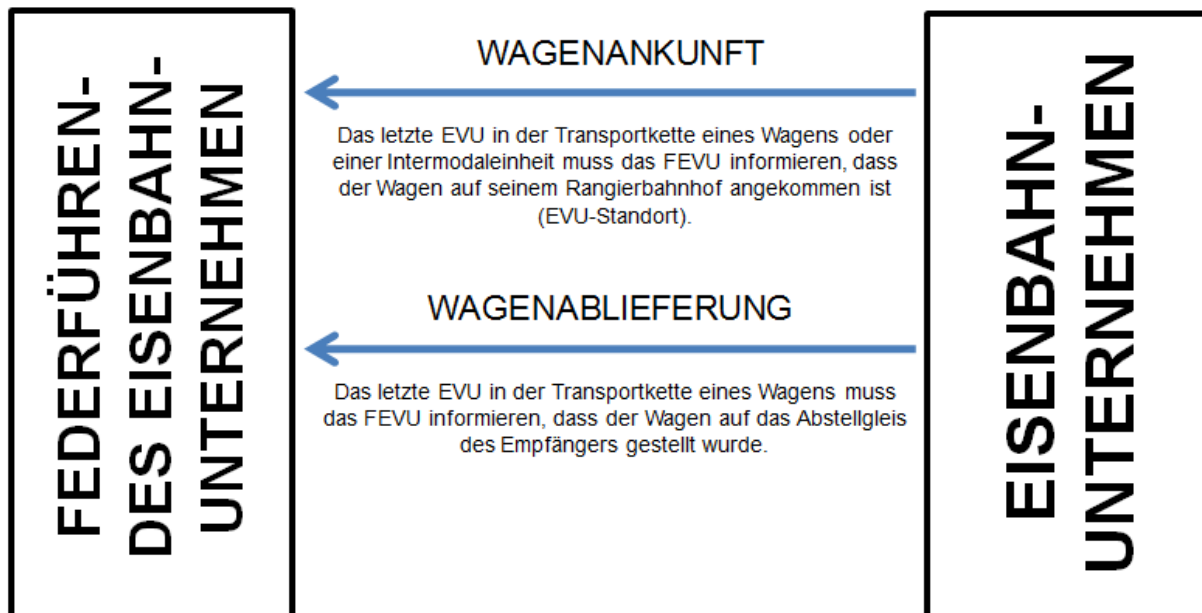 FEDERFÜHREN-
DES EISENBAHN-
UNTERNEHMEN
WAGENANKUNFT
Das letzte EVU in der Transportkette eines Wagens oder
einer Intermodaleinheit muss das FEVU informieren, dass
der Wagen auf seinem Rangierbahnhof angekommen ist
(EVU-Standort).
WAGENABLIEFERUNG
Das letzte EVU in der Transportkette eines Wagens muss
das FEVU informieren, dass der Wagen auf das Abstellgleis
des Empfängers gestellt wurde.
EISENBAHN-
UNTERNEHMEN